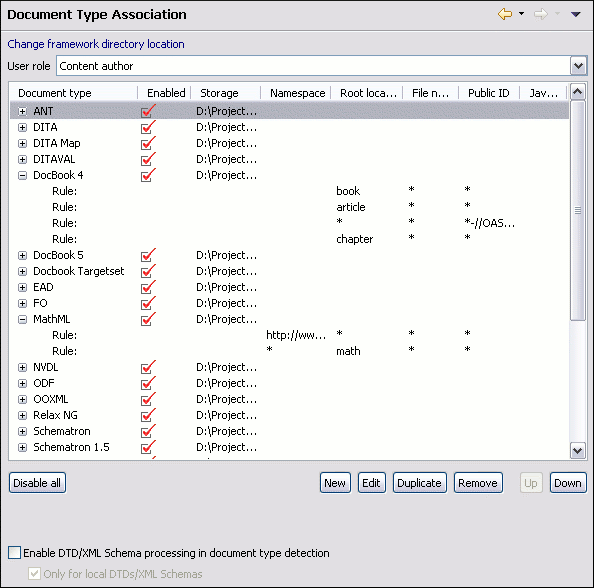 Document Type Association
Change framework directory location
User role Content author
Document type Enabled Storage Namespace Root loca... File n... Public ID Jav...
ANT D:\Project...
DITA D:\Project...
DITA Map D:\Project...
DITAVAL D:\Project...
DocBook 4 D:\Project...
Rule: book * *
Rule: article * *
Rule: * * *-//OAS...
Rule: chapter * *
DocBook 5 D:\Project...
Docbook Targetset D:\Project...
EAD D:\Project...
FO D:\Project...
MathML D:\Project...
Rule: http://ww... * * *
Rule: * math * *
NVDL D:\Project...
ODF D:\Project...
OOXML D:\Project...
Relax NG D:\Project...
Schematron D:\Project...
Schematron 1.5 D:\Project...
Disable all New Edit Duplicate Remove Up Down
Enable DTD/XML Schema processing in document type detection
Only for local DTDs/XML Schemas